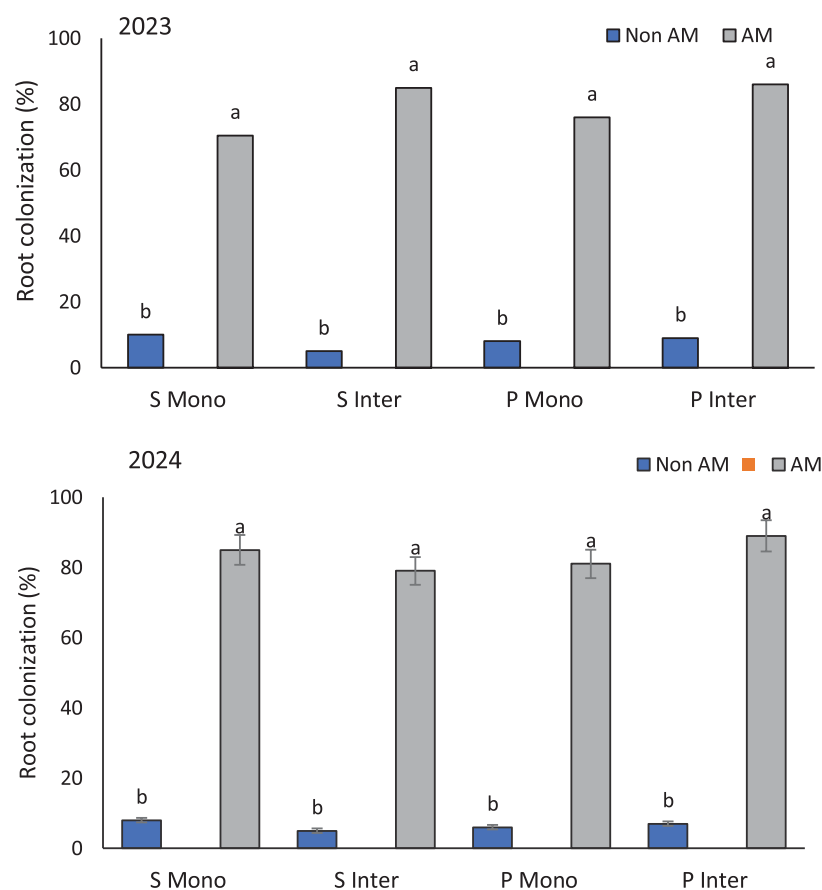 2023
Non AM AM
Root colonization (%)
100
80
60
40
20
0
a
a
a
a
b
b
b
b
S Mono S Inter P Mono P Inter
2024
Non AM AM
Root colonization (%)
100
80
60
40
20
0
a
a
a
a
b
b
b
b
S Mono S Inter P Mono P Inter